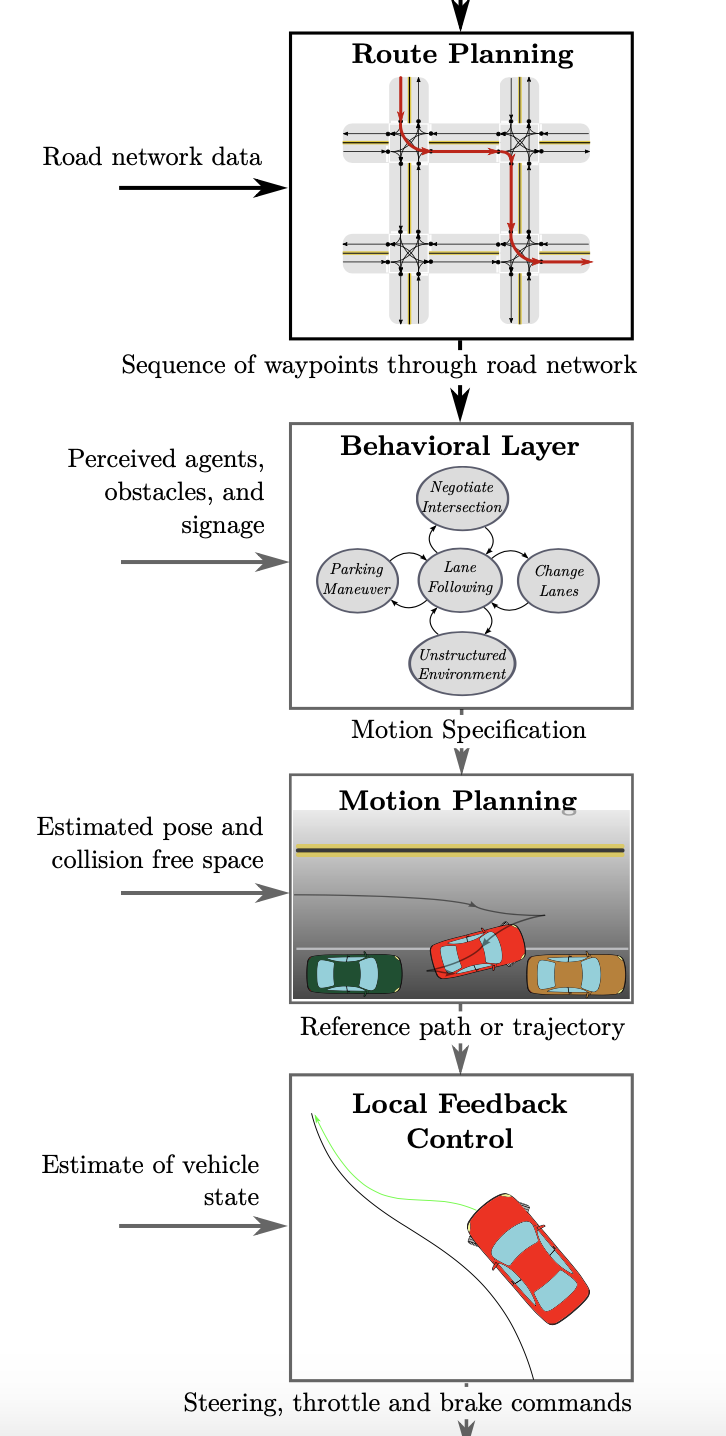 Route Planning
Road network data
Sequence of waypoints through road network
Behavioral Layer
Perceived agents,
obstacles, and
signage
Negotiate
Intersection
Parking
Maneuver
Lane
Following
Change
Lanes
Unstructured
Environment
Motion Specification
Motion Planning
Estimated pose and
collision free space
Reference path or trajectory
Local Feedback
Control
Estimate of vehicle
state
Steering, throttle and brake commands